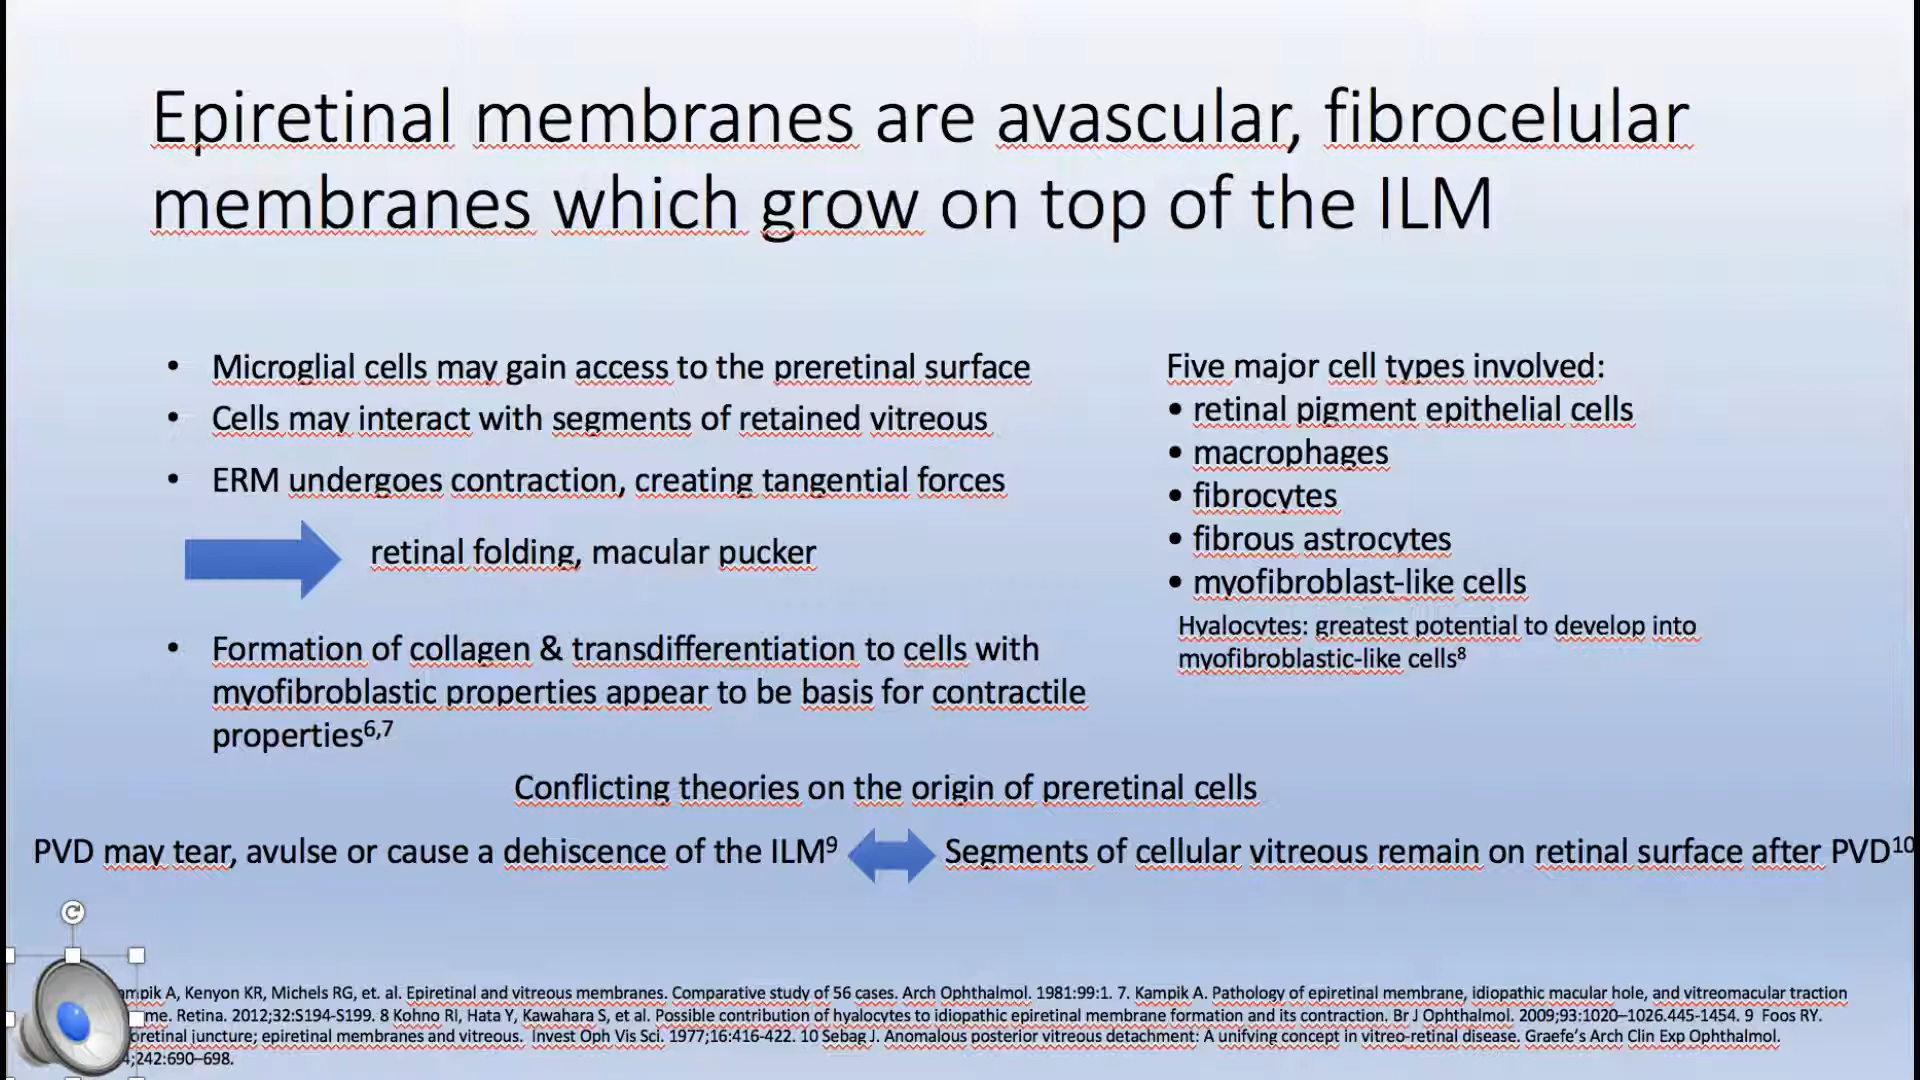 Epiretinal membranes are avascular, fibrocelular
membranes which grow on top of the ILM
• Microglial cells may gain access to the preretinal surface
• Cells may interact with segments of retained vitreous
• ERM undergoes contraction, creating tangential forces
retinal folding, macular pucker
• Formation of collagen & transdifferentiation to cells with
myofibroblastic properties appear to be basis for contractile
properties6,7
Five major cell types involved:
• retinal pigment epithelial cells
• macrophages
• fibrocytes
• fibrous astrocytes
• myofibroblast-like cells
Hyalocytes: greatest potential to develop into
myofibroblastic-like cells8
Conflicting theories on the origin of preretinal cells
PVD may tear, avulse or cause a dehiscence of the ILM9
Segments of cellular vitreous remain on retinal surface after PVD10
A, Kenyon KR, Michels RG, et. al. Epiretinal and vitreous membranes. Comparative study of 56 cases. Arch Ophthalmol. 1981:99:1. 7. Kampik A. Pathology of epiretinal membrane, idiopathic macular hole, and vitreomacular traction
Retina. 2012;32:S194-S199. 8 Kohno RI, Hata Y, Kawahara S, et al. Possible contribution of hyalocytes to idiopathic epiretinal membrane formation and its contraction. Br J Ophthalmol. 2009;93:1020–1026.445-1454. 9 Foos RY.
juncture; epiretinal membranes and vitreous. Invest Oph Vis Sci. 1977;16:416-422. 10 Sebag J. Anomalous posterior vitreous detachment: A unifying concept in vitreo-retinal disease. Graefe's Arch Clin Exp Ophthalmol.
;242:690–698.